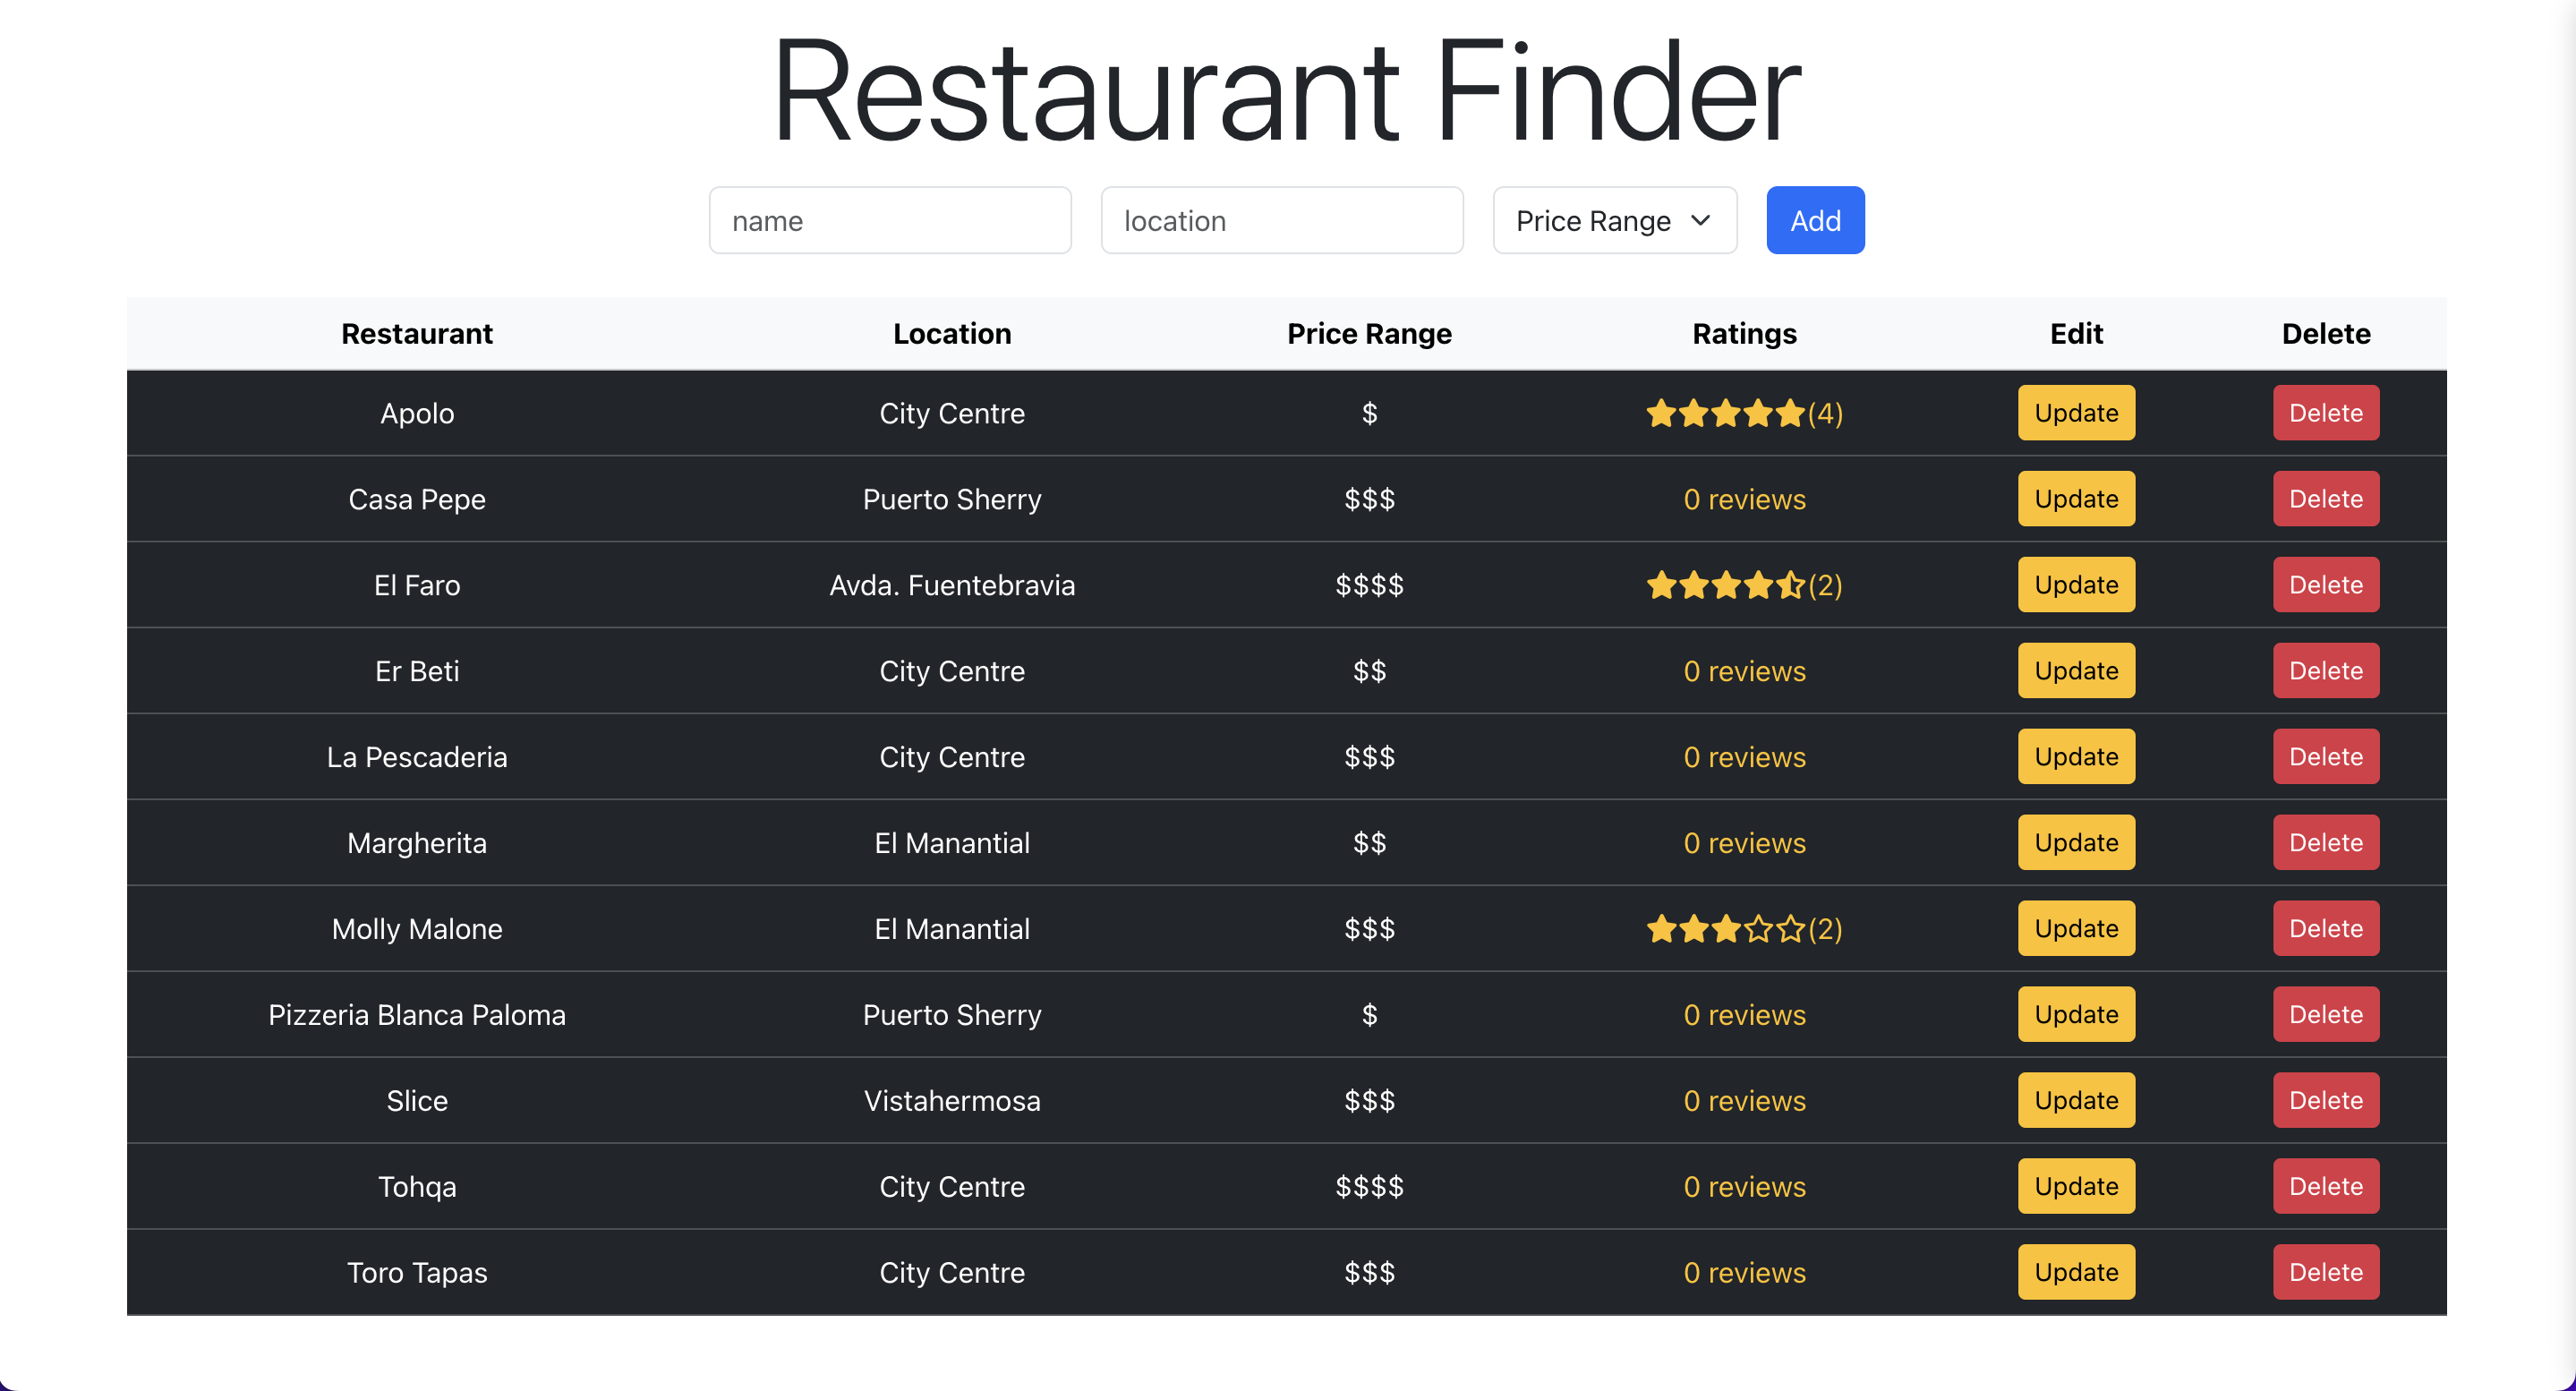 Restaurant Finder
name location Price Range Add
Restaurant Location Price Range Ratings Edit Delete
Apolo City Centre $ (4) Update Delete
Casa Pepe Puerto Sherry $$$ 0 reviews Update Delete
El Faro Avda. Fuentebravia $$$$ (2) Update Delete
Er Beti City Centre $$ 0 reviews Update Delete
La Pescaderia City Centre $$$ 0 reviews Update Delete
Margherita El Manantial $$ 0 reviews Update Delete
Molly Malone El Manantial $$$ (2) Update Delete
Pizzeria Blanca Paloma Puerto Sherry $ 0 reviews Update Delete
Slice Vistahermosa $$$ 0 reviews Update Delete
Tohqa City Centre $$$$ 0 reviews Update Delete
Toro Tapas City Centre $$$ 0 reviews Update Delete